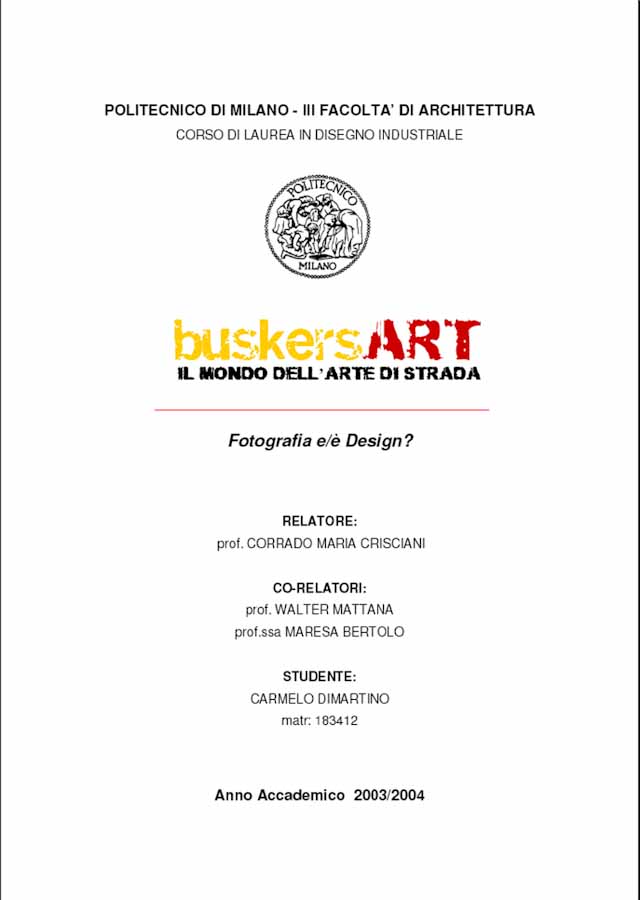 POLITECNICO DI MILANO - III FACOLTA' DI ARCHITETTURA
CORSO DI LAUREA IN DISEGNO INDUSTRIALE
POLITECNICO
MILANO
buskersART
IL MONDO DELL'ARTE DI STRADA
Fotografia e/è Design?
RELATORE:
prof. CORRADO MARIA CRISCIANI
CO-RELATORI:
prof. WALTER MATTANA
prof.ssa MARESA BERTOLO
STUDENTE:
CARMELO DIMARTINO
matr: 183412
Anno Accademico 2003/2004